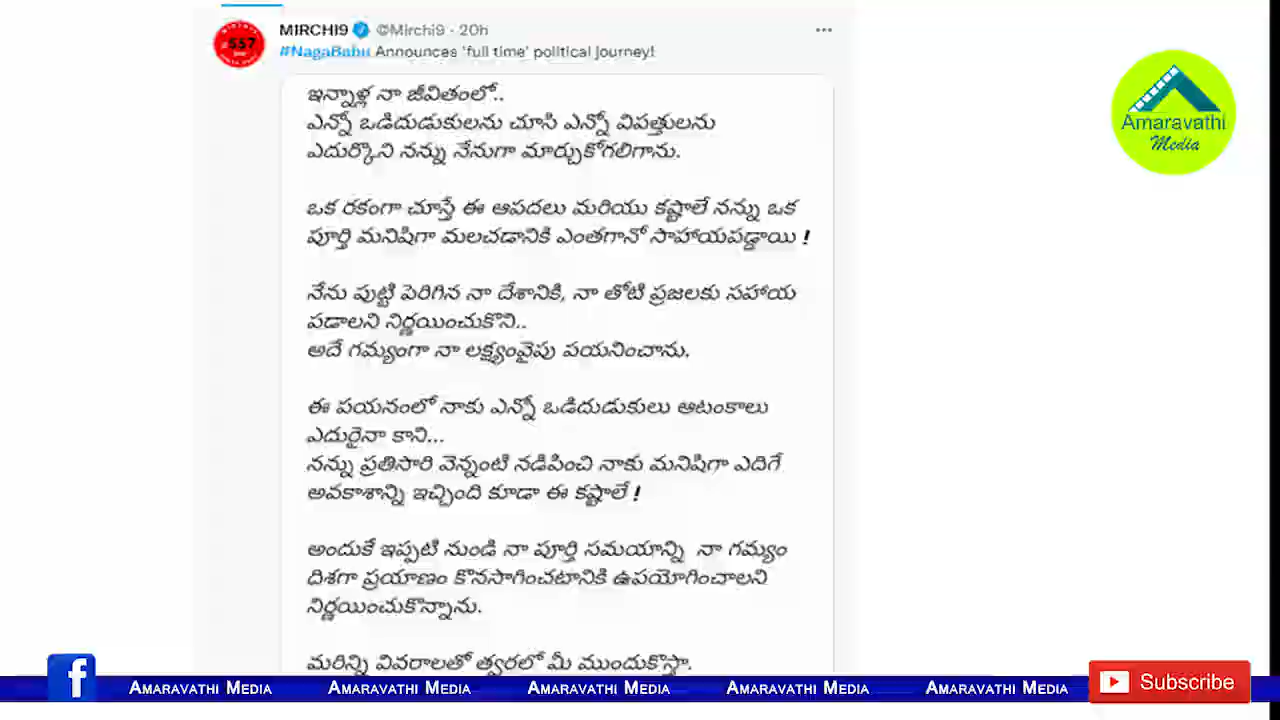 MIRCHI9 @Mirchi9 · 20h
#NagaBabu Announces 'full time' political journey!
ఇన్నాళ్ల నా జీవితంలో..
ఎన్నో ఒడిదుడుకులను చూసి ఎన్నో విపత్తులను
ఎదుర్కొని నన్ను నేనుగా మార్చుకోగలిగాను.
ఒక రకంగా చూస్తే ఈ ఆపదలు మరియు కష్టాలే నన్ను ఒక
పూర్తి మనిషిగా మలచడానికి ఎంతగానో సాహాయపడ్డాయి !
నేను పుట్టి పెరిగిన నా దేశానికి, నా తోటి ప్రజలకు సహాయ
పడాలని నిర్ణయించుకొని..
అదే గమ్యంగా నా లక్ష్యంవైపు పయనించాను.
ఈ పయనంలో నాకు ఎన్నో ఒడిదుడుకులు ఆటంకాలు
ఎదురైనా కాని...
నన్ను ప్రతిసారి వెన్నంటి నడిపించి నాకు మనిషిగా ఎదిగే
అవకాశాన్ని ఇచ్చింది కూడా ఈ కష్టాలే !
అందుకే ఇప్పటి నుండి నా పూర్తి సమయాన్ని నా గమ్యం
దిశగా ప్రయాణం కొనసాగించటానికి ఉపయోగించాలని
నిర్ణయించుకొన్నాను.
మరిన్ని వివరాలతో త్వరలో మీ ముందుకొస్తా.
557
Amaravathi
Media
AMARAVATHI MEDIA AMARAVATHI MEDIA AMARAVATHI MEDIA AMARAVATHI MEDIA AMARAVATHI MEDIA
Subscribe